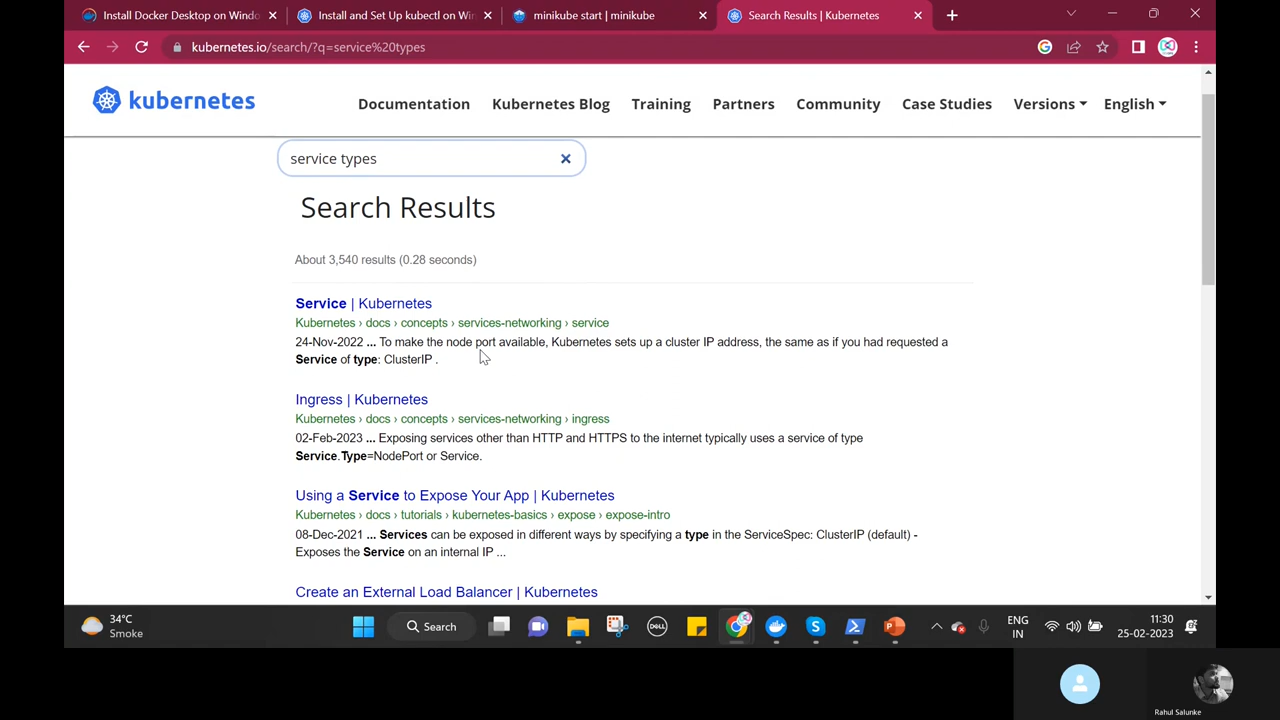 Install Docker Desktop on Windo
Install and Set Up kubectl on Win
minikube start | minikube
Search Results | Kubernetes
kubernetes.io/search/?q=service%20types
kubernetes
Documentation
Kubernetes Blog
Training
Partners
Community
Case Studies
Versions
English
service types
Search Results
About 3,540 results (0.28 seconds)
Service | Kubernetes
Kubernetes › docs › concepts › services-networking › service
24-Nov-2022 ... To make the node port available, Kubernetes sets up a cluster IP address, the same as if you had requested a
Service of type: ClusterIP .
Ingress | Kubernetes
Kubernetes › docs › concepts › services-networking › ingress
02-Feb-2023 ... Exposing services other than HTTP and HTTPS to the internet typically uses a service of type
Service.Type=NodePort or Service.
Using a Service to Expose Your App | Kubernetes
Kubernetes › docs › tutorials › kubernetes-basics › expose › expose-intro
08-Dec-2021 ... Services can be exposed in different ways by specifying a type in the ServiceSpec: ClusterIP (default) -
Exposes the Service on an internal IP ...
Create an External Load Balancer | Kubernetes
34°C
Smoke
Search
DELL
ENG
IN
11:30
25-02-2023
Rahul Salunke